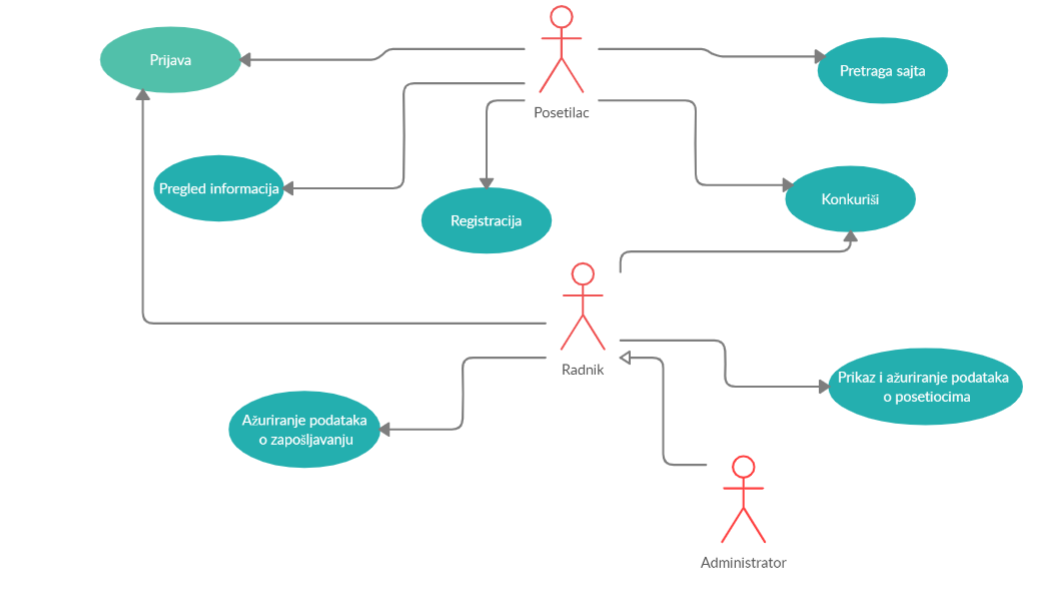 Prijava
Pretraga sajta
Posetilac
Pregled informacija
Konkuriši
Registracija
Radnik
Prikaz i ažuriranje podataka
o posetiocima
Ažuriranje podataka
o zapošljavanju
Administrator